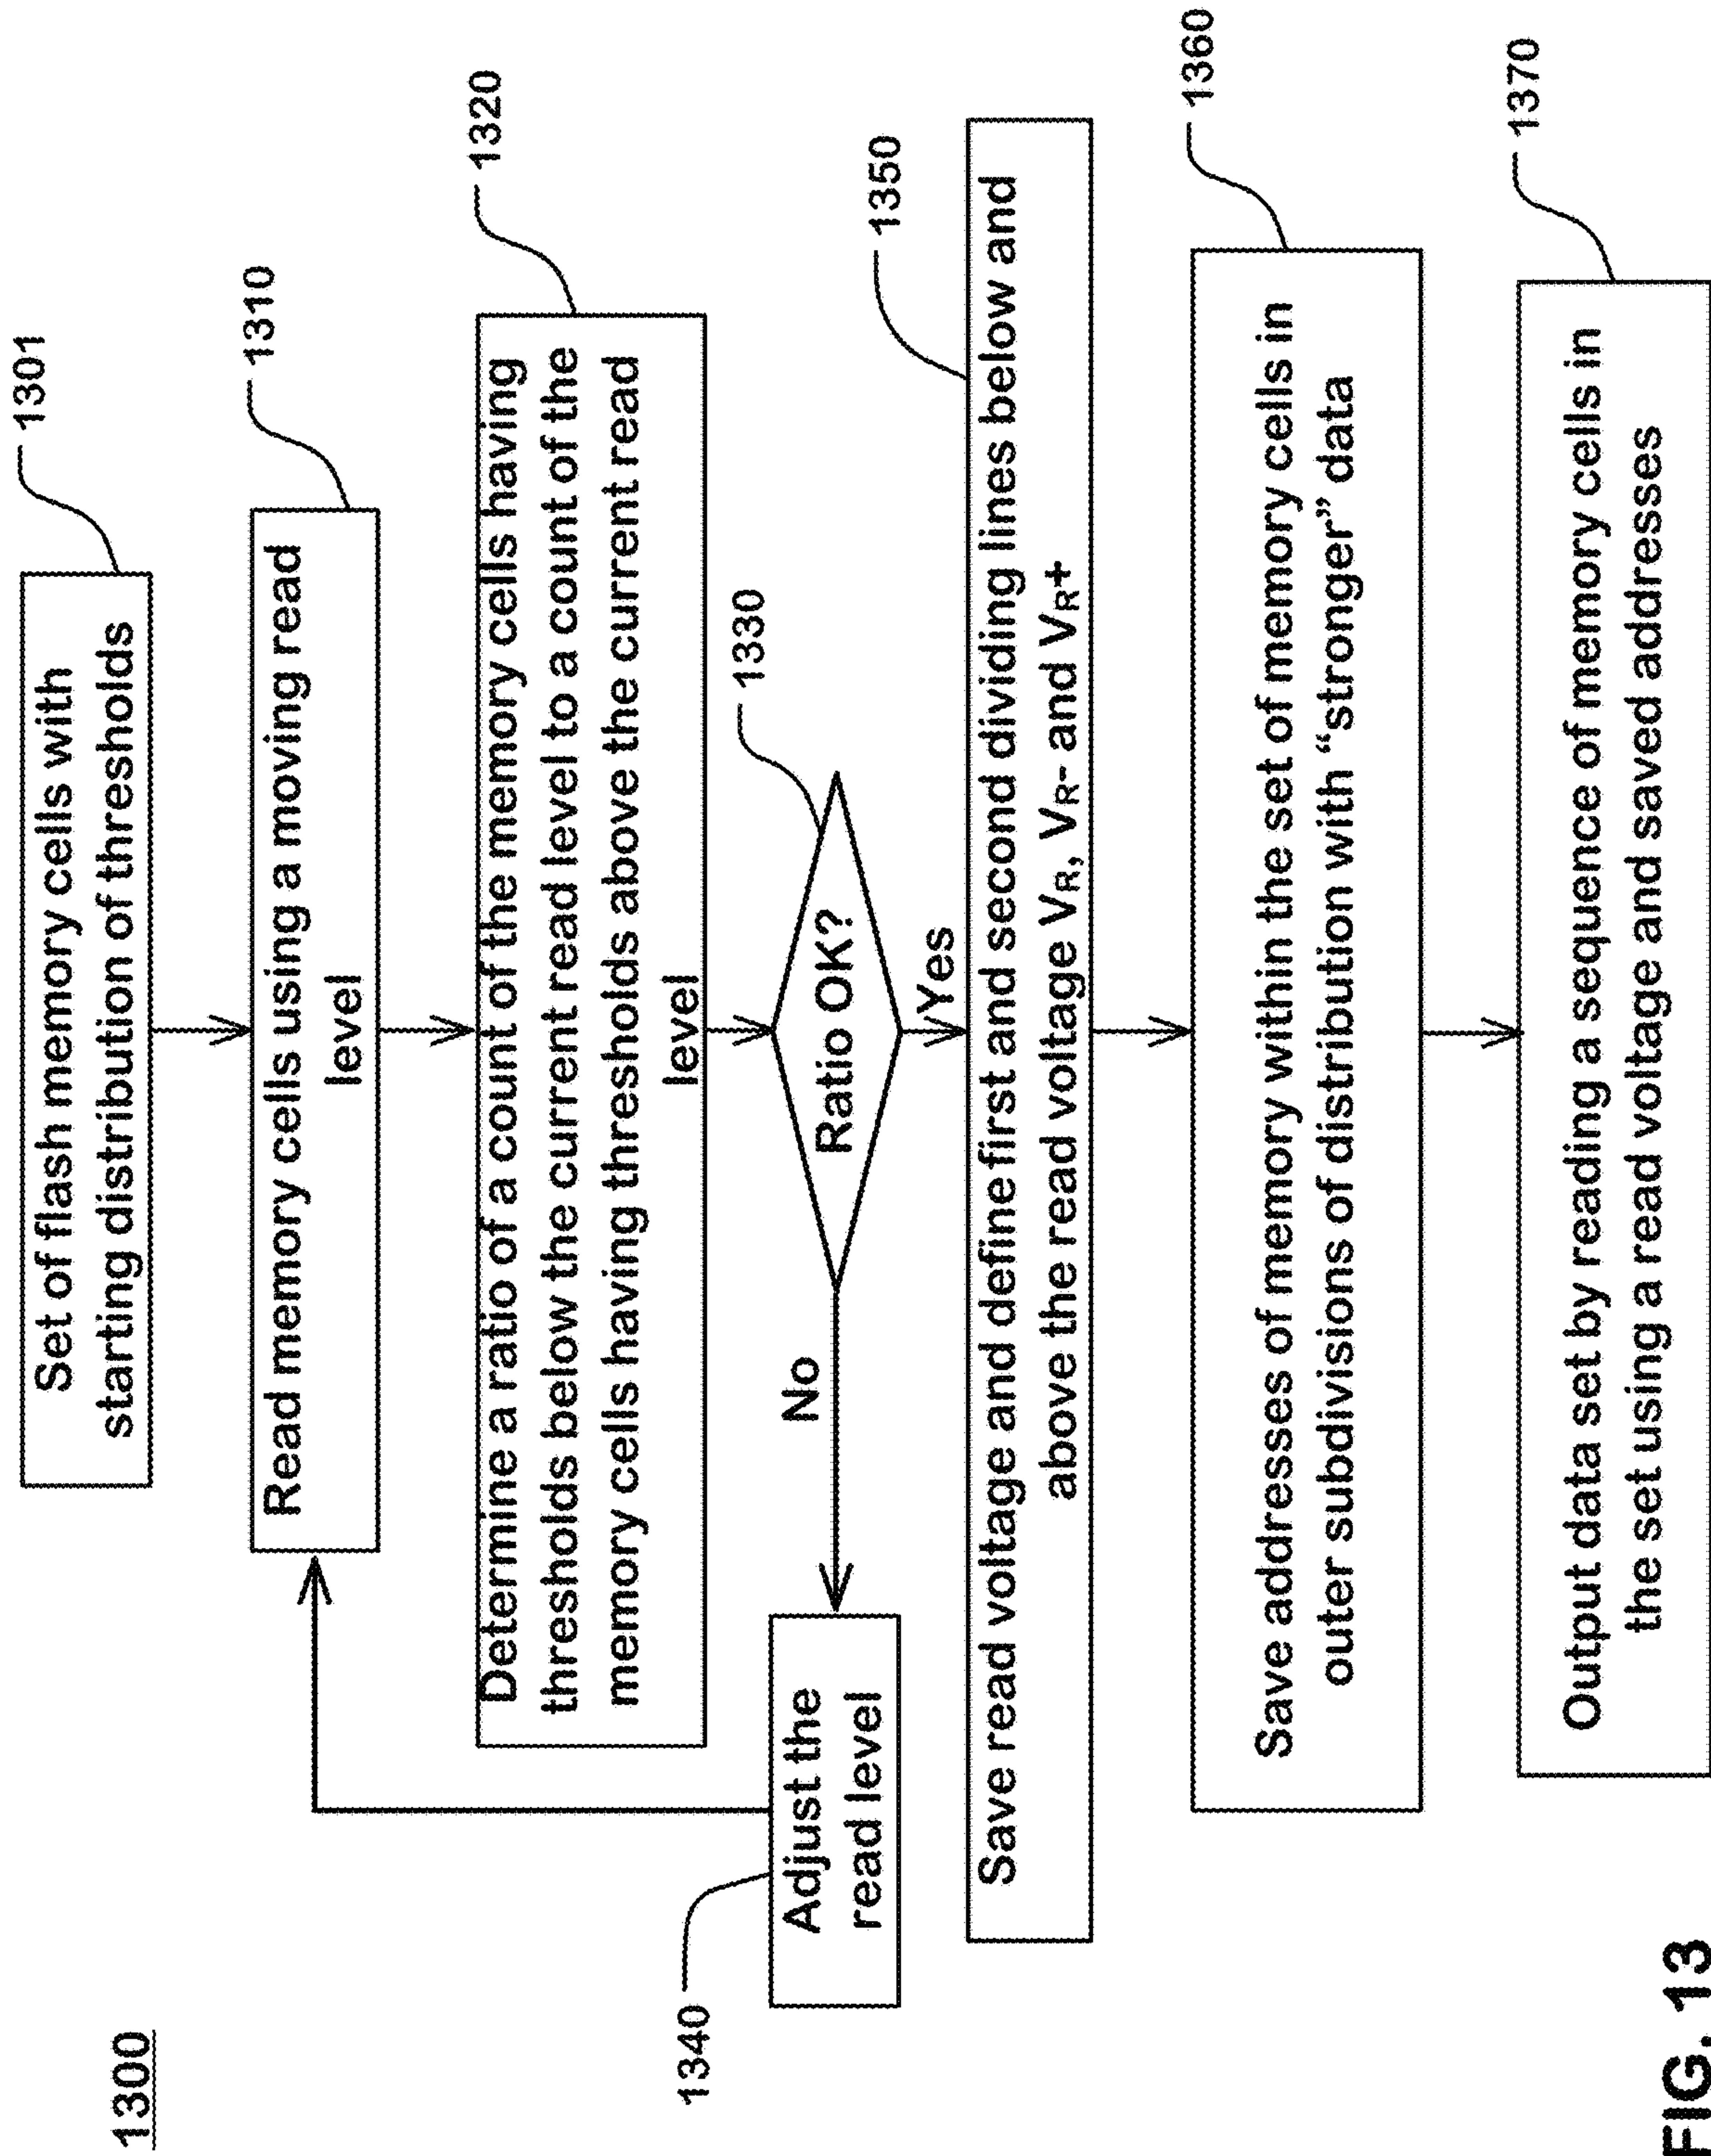 1300
Set of flash memory cells with
starting distribution of thresholds
1301
Read memory cells using a moving read
level
1310
Determine a ratio of a count of the memory cells having
thresholds below the current read level to a count of the
memory cells having thresholds above the current read
level
1320
Ratio OK?
1330
No
Yes
Adjust the
read level
1340
Save read voltage and define first and second dividing lines below and
above the read voltage VR, VR- and VR+
1350
Save addresses of memory within the set of memory cells in
outer subdivisions of distribution with “stronger” data
1360
Output data set by reading a sequence of memory cells in
the set using a read voltage and saved addresses
1370
FIG. 13